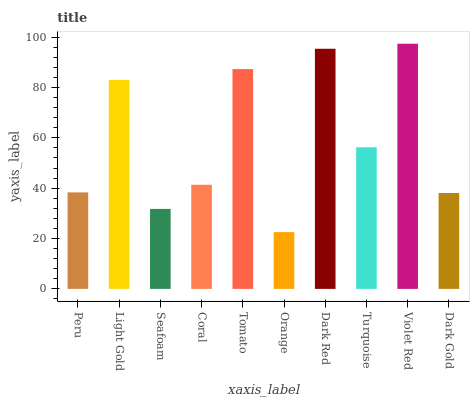 title
100
80
60
40
20
0
yaxis_label
Peru
Light Gold
Seafoam
Coral
Tomato
Orange
Dark Red
Turquoise
Violet Red
Dark Gold
xaxis_label